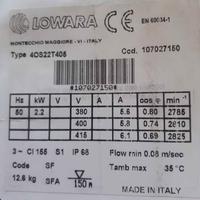 LOWARA
CE
EN 60034-1
MONTECCHIO MAGGIORE - VI - ITALY
Type 4OS22T405 Cod. 107027150
*107027150*
Hz kW V A V A cosφ min⁻¹
50 2.2 380 5.6 0.80 2785
400 5.8 0.74 2810
415 6.1 0.69 2825
3 ~ Cl 155 S1 IP 68 Flow min 0.08 m/sec
Code SF Tamb max 35 °C
12.6 kg SFA 150 m MADE IN ITALY